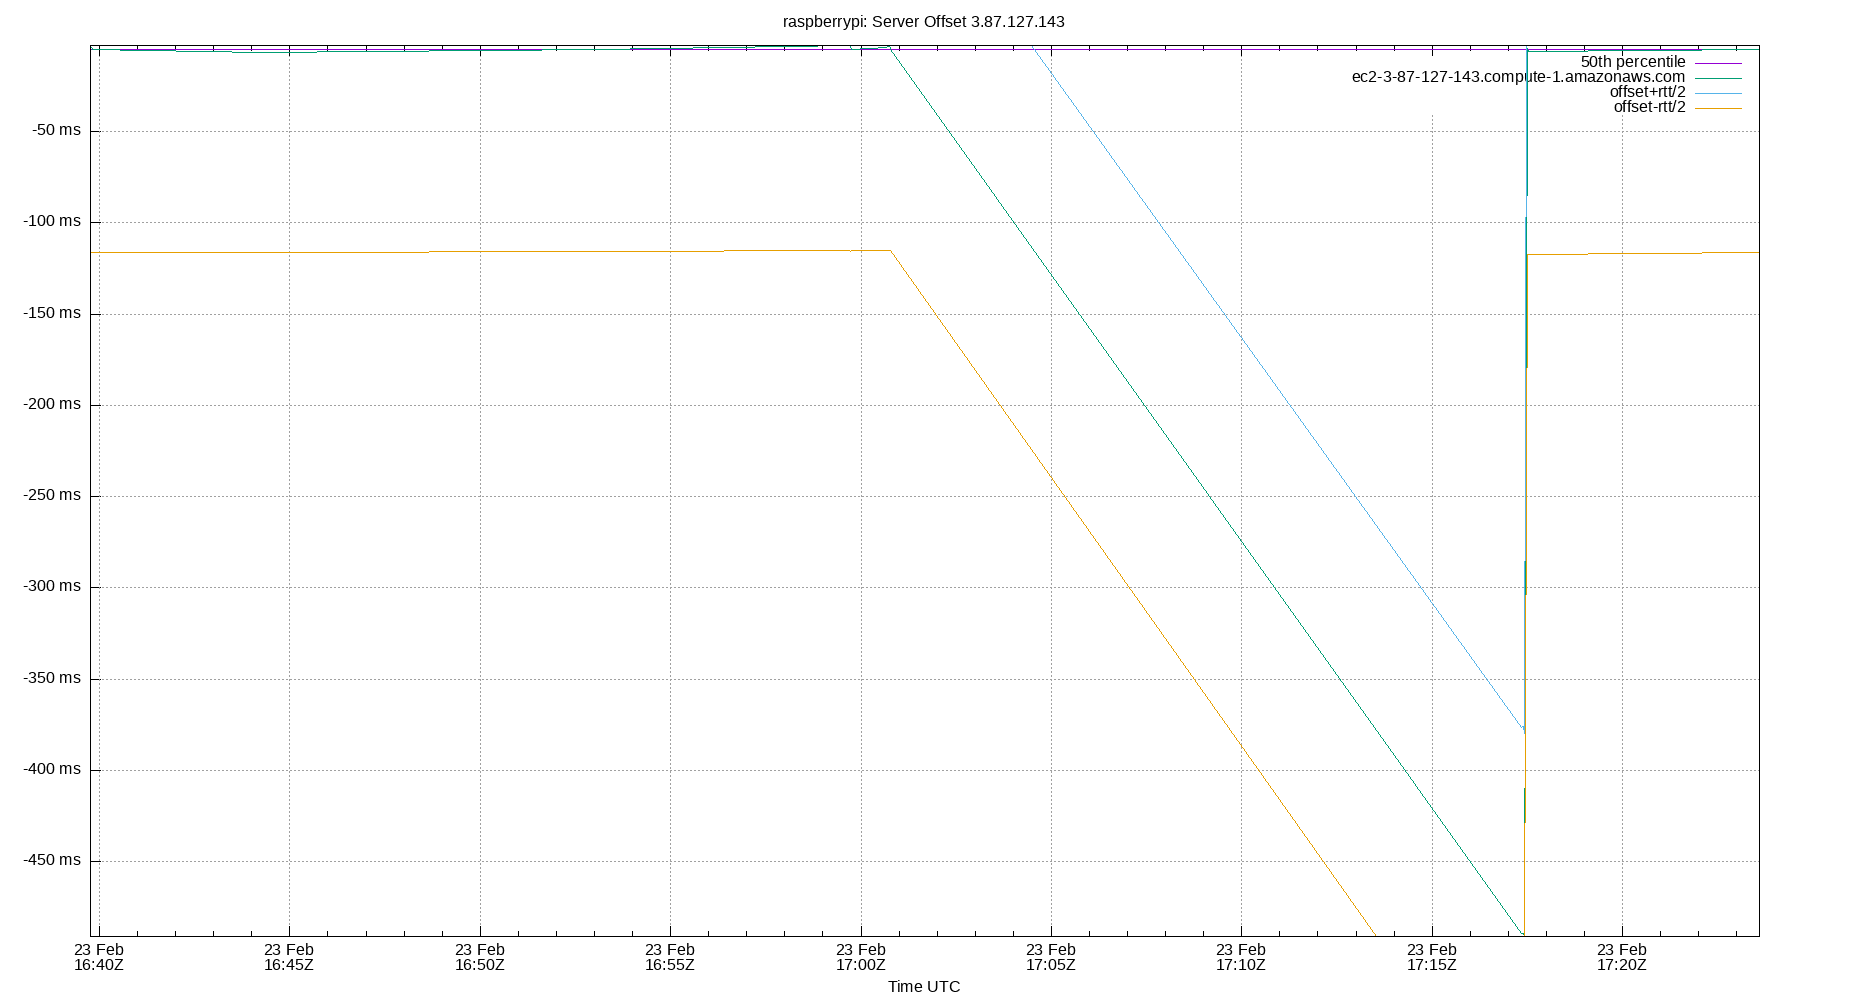 raspberrypi: Server Offset 3.87.127.143
50th percentile
ec2-3-87-127-143.compute-1.amazonaws.com
offset+rtt/2
offset-rtt/2
-50 ms
-100 ms
-150 ms
-200 ms
-250 ms
-300 ms
-350 ms
-400 ms
-450 ms
23 Feb 23 Feb 23 Feb 23 Feb 23 Feb 23 Feb 23 Feb 23 Feb 23 Feb
16:40Z 16:45Z 16:50Z 16:55Z 17:00Z 17:05Z 17:10Z 17:15Z 17:20Z
Time UTC